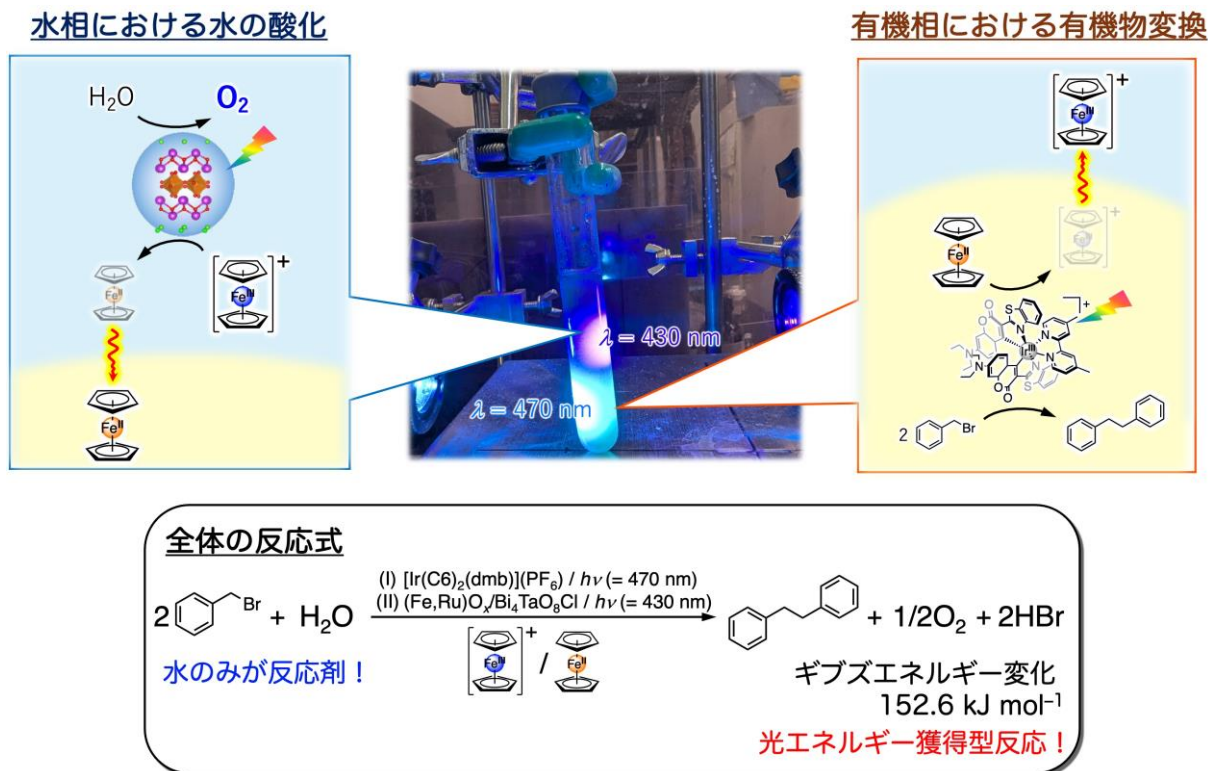 水相における水の酸化
H₂O
O₂
Feᴵᴵ
[Feᴵᴵᴵ]⁺
Feᴵᴵ
λ = 430 nm
λ = 470 nm
有機相における有機物変換
[Feᴵᴵᴵ]⁺
Feᴵᴵ
2 Br
全体の反応式
2 Br + H₂O
(I) [Ir(C6)₂(dmb)](PF₆) / hν (= 470 nm)
(II) (Fe,Ru)Oₓ/Bi₄TaO₈Cl / hν (= 430 nm)
[Feᴵᴵᴵ]⁺ / Feᴵᴵ
+ 1/2O₂ + 2HBr
水のみが反応剤！
ギブズエネルギー変化
152.6 kJ mol⁻¹
光エネルギー獲得型反応！